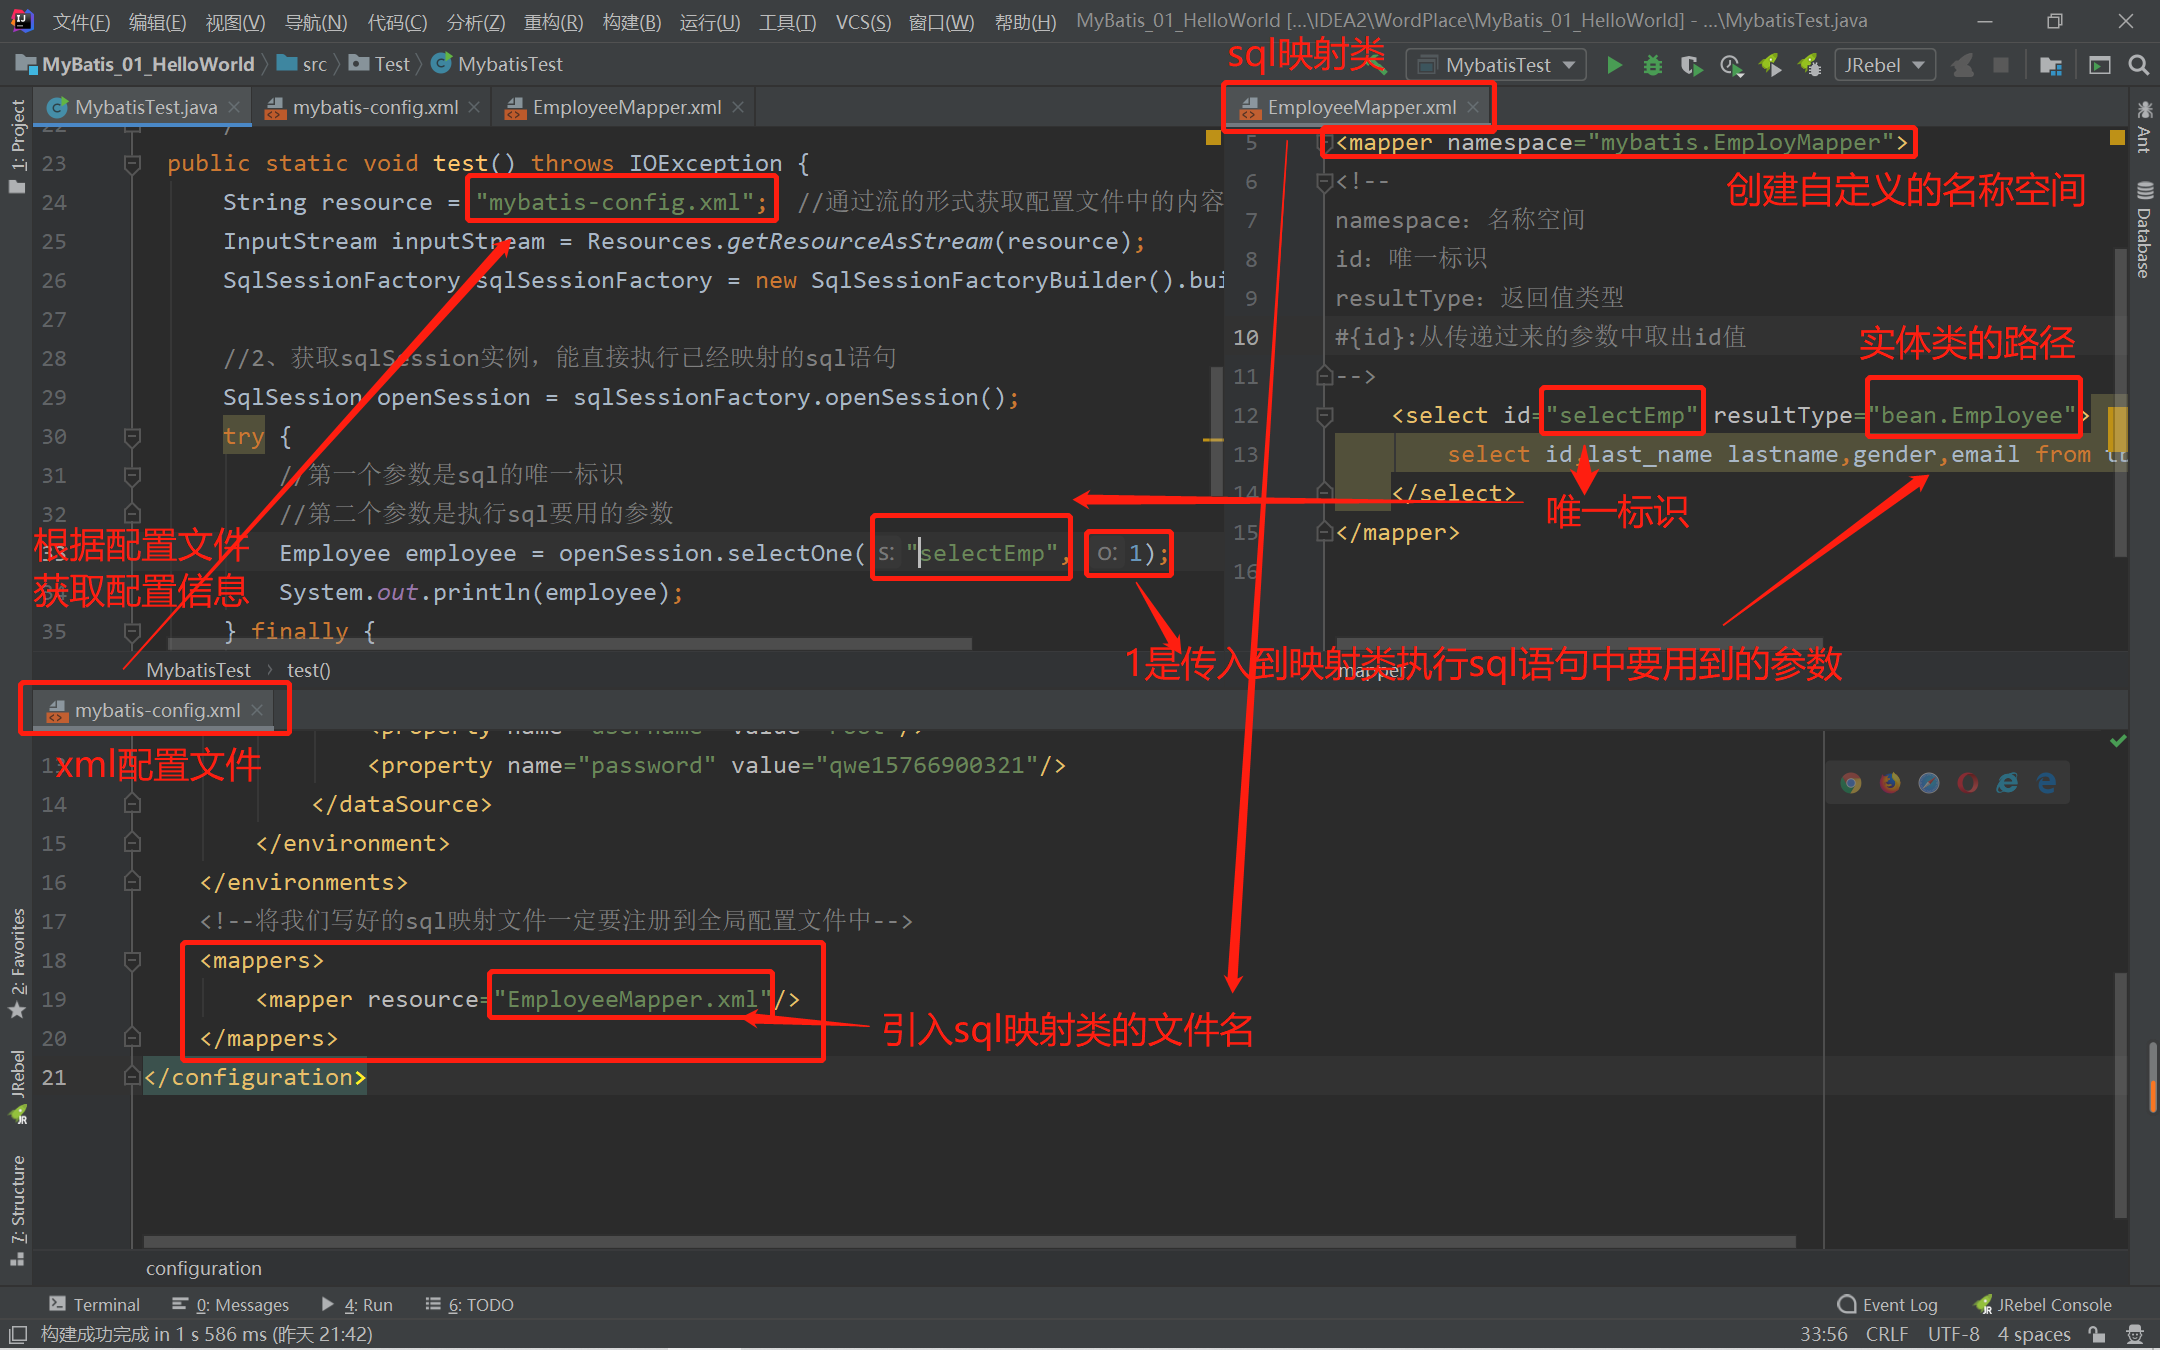 文件(F) 编辑(E) 视图(V) 导航(N) 代码(C) 分析(Z) 重构(R) 构建(B) 运行(U) 工具(T) VCS(S) 窗口(W) 帮助(H) MyBatis_01_HelloWorld [...\IDEA2\WordPlace\MyBatis_01_HelloWorld] - ...\MybatisTest.java
MyBatis_01_HelloWorld src Test MybatisTest
sql映射类
MybatisTest JRebel
1: Project
MybatisTest.java mybatis-config.xml EmployeeMapper.xml
23 public static void test() throws IOException {
24 String resource = "mybatis-config.xml"; //通过流的形式获取配置文件中的内容
25 InputStream inputStream = Resources.getResourceAsStream(resource);
26 SqlSessionFactory sqlSessionFactory = new SqlSessionFactoryBuilder().bui
27
28 //2、获取sqlSession实例，能直接执行已经映射的sql语句
29 SqlSession openSession = sqlSessionFactory.openSession();
30 try {
31 //第一个参数是sql的唯一标识
32 //第二个参数是执行sql要用的参数
33 Employee employee = openSession.selectOne( s: "selectEmp", o: 1);
34 System.out.println(employee);
35 } finally {
根据配置文件
获取配置信息
MybatisTest test()
EmployeeMapper.xml
5 <mapper namespace="mybatis.EmployMapper">
创建自定义的名称空间
6 <!--
7 namespace：名称空间
8 id：唯一标识
9 resultType：返回值类型
10 #{id}:从传递过来的参数中取出id值
实体类的路径
11 -->
12 <select id="selectEmp" resultType="bean.Employee">
13 select id,last_name lastname,gender,email from
14 </select>
唯一标识
15 </mapper>
16
1是传入到映射类执行sql语句中要用到的参数
mapper
Ant
Database
mybatis-config.xml
xml配置文件
<property name="username" value="root"/>
13 <property name="password" value="qwe15766900321"/>
14 </dataSource>
15 </environment>
16 </environments>
17 <!--将我们写好的sql映射文件一定要注册到全局配置文件中-->
18 <mappers>
19 <mapper resource="EmployeeMapper.xml"/>
20 </mappers>
引入sql映射类的文件名
21 </configuration>
2: Favorites
JRebel
7: Structure
configuration
Terminal 0: Messages 4: Run 6: TODO Event Log JRebel Console
构建成功完成 in 1 s 586 ms (昨天 21:42) 33:56 CRLF UTF-8 4 spaces